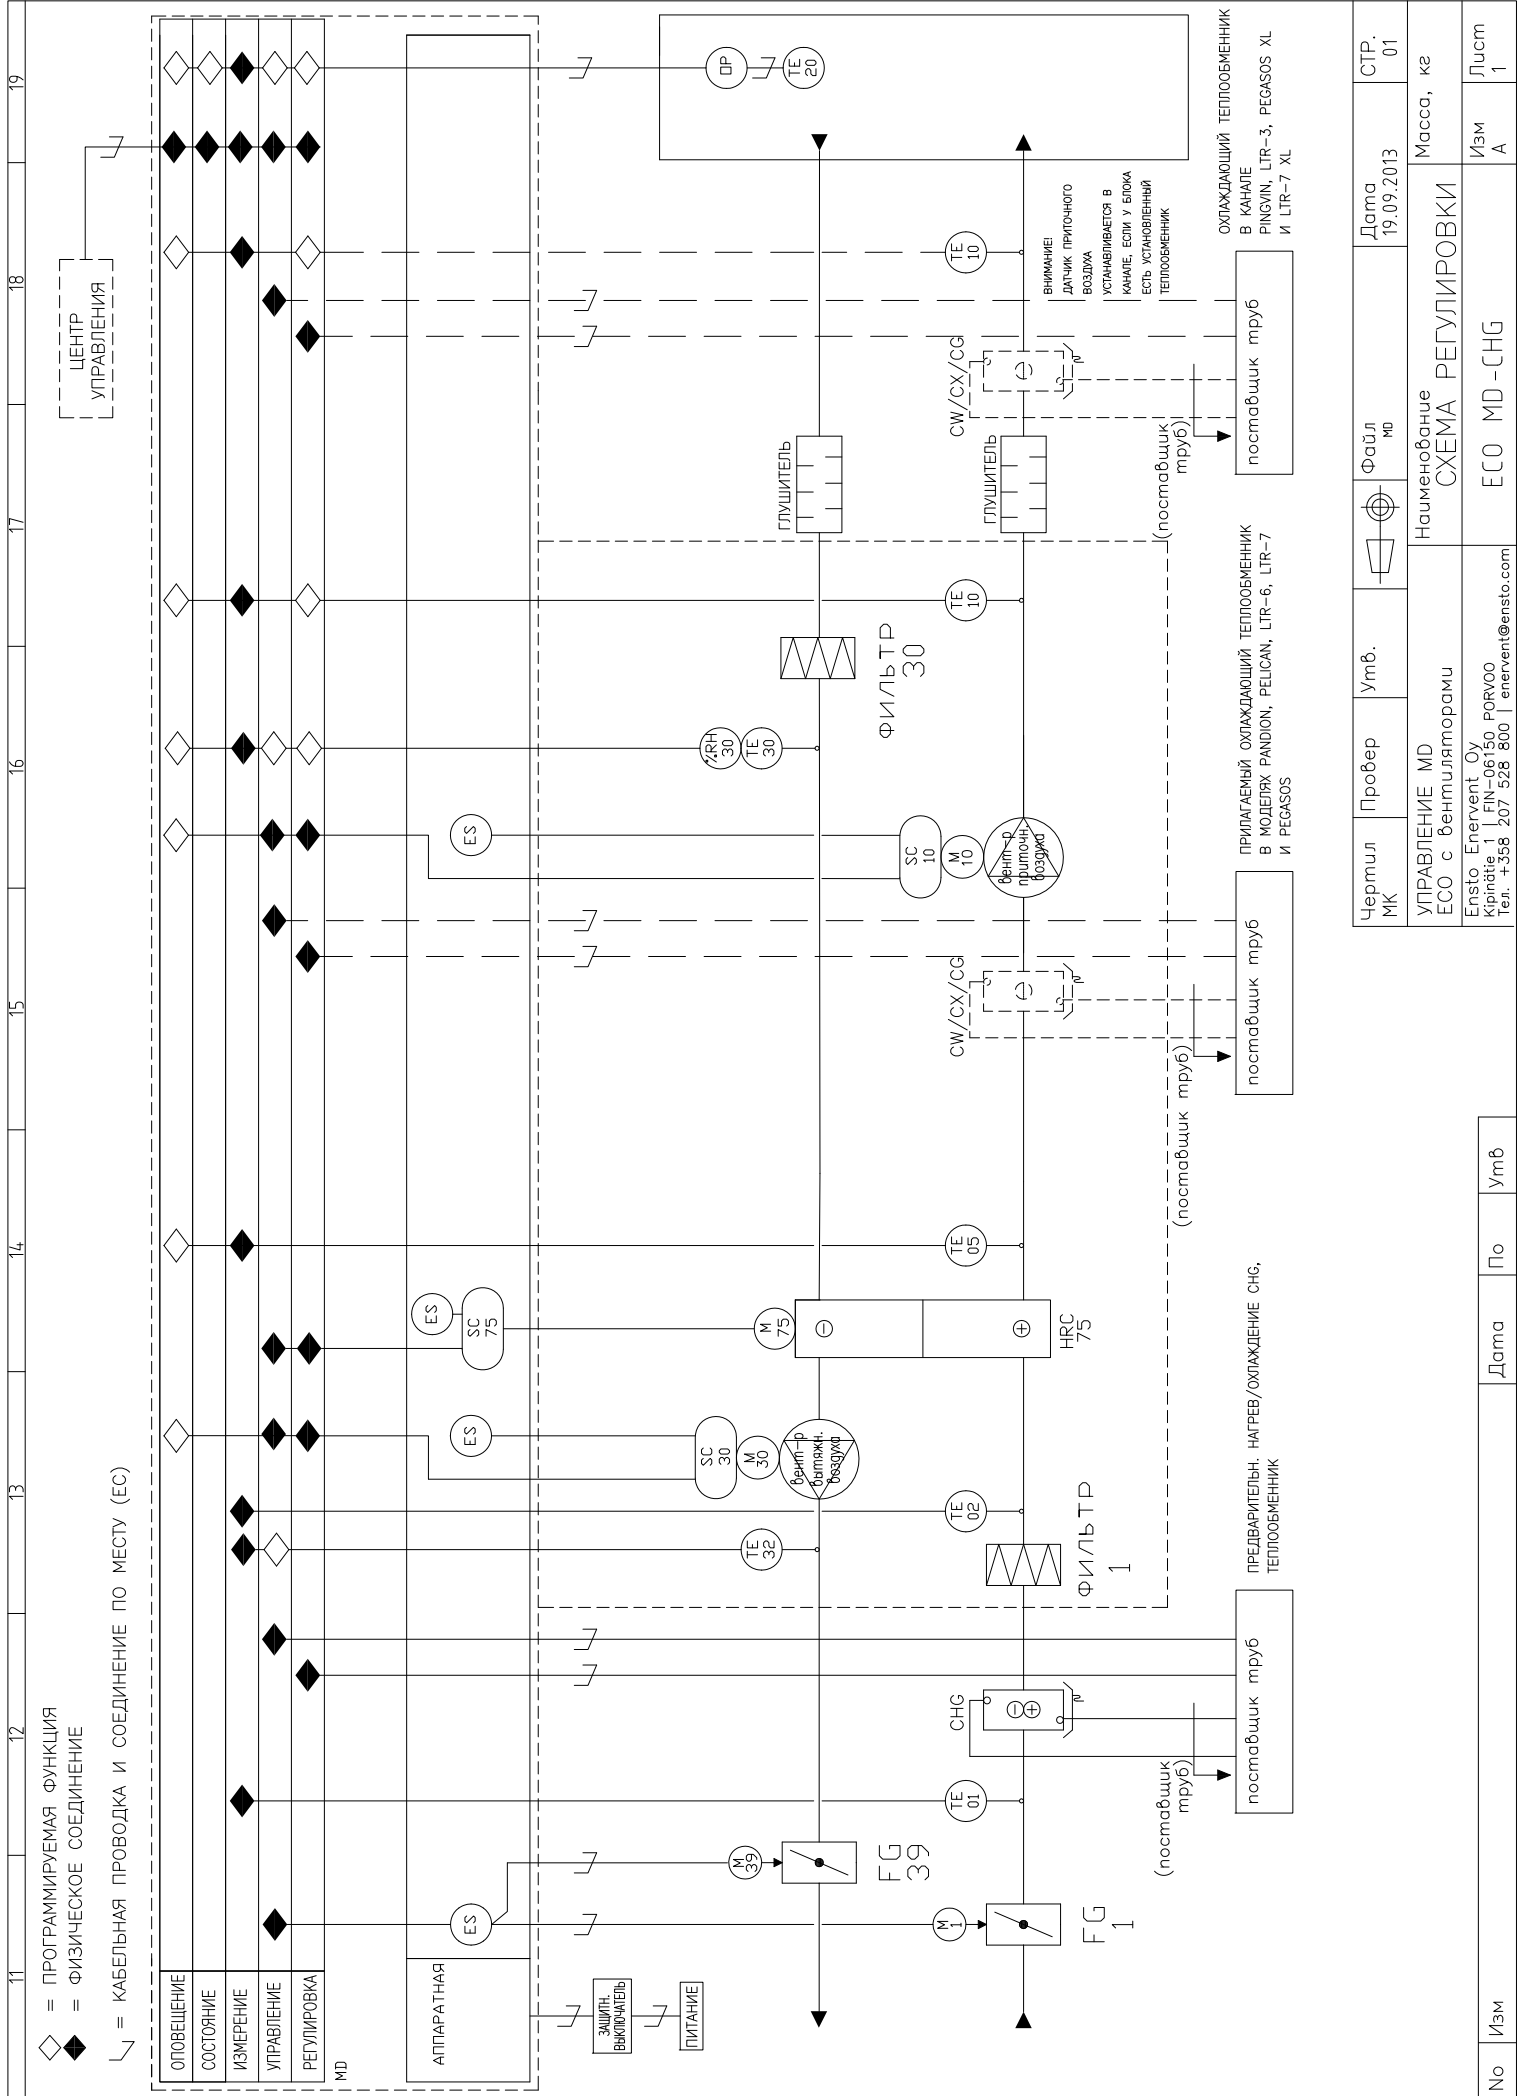 11
12
13
14
15
16
17
18
19
= ПРОГРАММИРУЕМАЯ ФУНКЦИЯ
= ФИЗИЧЕСКОЕ СОЕДИНЕНИЕ
= КАБЕЛЬНАЯ ПРОВОДКА И СОЕДИНЕНИЕ ПО МЕСТУ (ЕС)
ЦЕНТР
УПРАВЛЕНИЯ
ОПОВЕЩЕНИЕ
СОСТОЯНИЕ
ИЗМЕРЕНИЕ
УПРАВЛЕНИЕ
РЕГУЛИРОВКА
MD
АППАРАТНАЯ
ЗАЩИТН.
ВЫКЛЮЧАТЕЛЬ
ПИТАНИЕ
ES
ES
ES
SC
75
ES
M
39
FG
39
TE
32
SC
30
M
30
вент-р
вытяжн.
воздуха
M
75
%RH
30
TE
30
ФИЛЬТР
30
ГЛУШИТЕЛЬ
OP
TE
20
M
1
FG
1
TE
01
CHG
ФИЛЬТР
1
TE
02
HRC
75
TE
05
CW/CX/CG
SC
10
M
10
вент-р
приточн.
воздуха
TE
10
ГЛУШИТЕЛЬ
CW/CX/CG
TE
10
ВНИМАНИЕ!
ДАТЧИК ПРИТОЧНОГО
ВОЗДУХА
УСТАНАВЛИВАЕТСЯ В
КАНАЛЕ, ЕСЛИ У БЛОКА
ЕСТЬ УСТАНОВЛЕННЫЙ
ТЕПЛООБМЕННИК
(поставщик
труб)
поставщик труб
ПРЕДВАРИТЕЛЬН. НАГРЕВ/ОХЛАЖДЕНИЕ CHG,
ТЕПЛООБМЕННИК
(поставщик труб)
поставщик труб
ПРИЛАГАЕМЫЙ ОХЛАЖДАЮЩИЙ ТЕПЛООБМЕННИК
В МОДЕЛЯХ PANDION, PELICAN, LTR-6, LTR-7
И PEGASOS
(поставщик
труб)
поставщик труб
ОХЛАЖДАЮЩИЙ ТЕПЛООБМЕННИК
В КАНАЛЕ
PINGVIN, LTR-3, PEGASOS XL
И LTR-7 XL
No
Изм
Дата
По
Утв
Чертил
МК
Провер
Утв.
Файл
MD
Дата
19.09.2013
СТР.
01
УПРАВЛЕНИЕ MD
ECO с вентиляторами
Наименование
СХЕМА РЕГУЛИРОВКИ
Масса, кг
Ensto Enervent Oy
Kipinätie 1 | FIN-06150 PORVOO
Тел. +358 207 528 800 | enervent@ensto.com
ECO MD-CHG
Изм
A
Лист
1